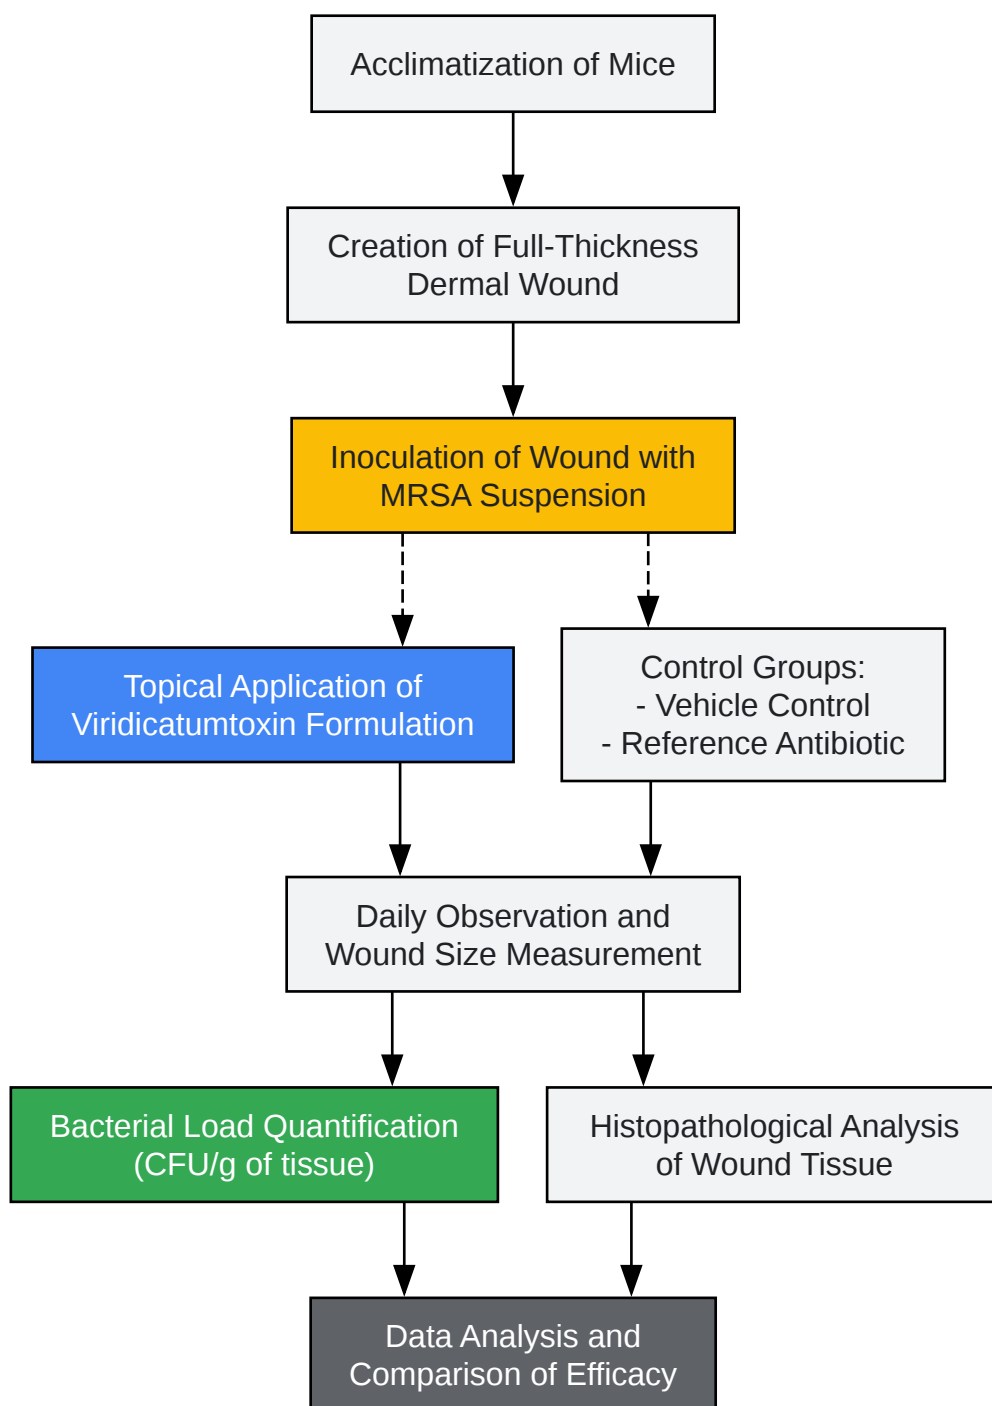 Acclimatization of Mice
Creation of Full-Thickness
Dermal Wound
Inoculation of Wound with
MRSA Suspension
Topical Application of
Viridicatumtoxin Formulation
Control Groups:
- Vehicle Control
- Reference Antibiotic
Daily Observation and
Wound Size Measurement
Bacterial Load Quantification
(CFU/g of tissue)
Histopathological Analysis
of Wound Tissue
Data Analysis and
Comparison of Efficacy